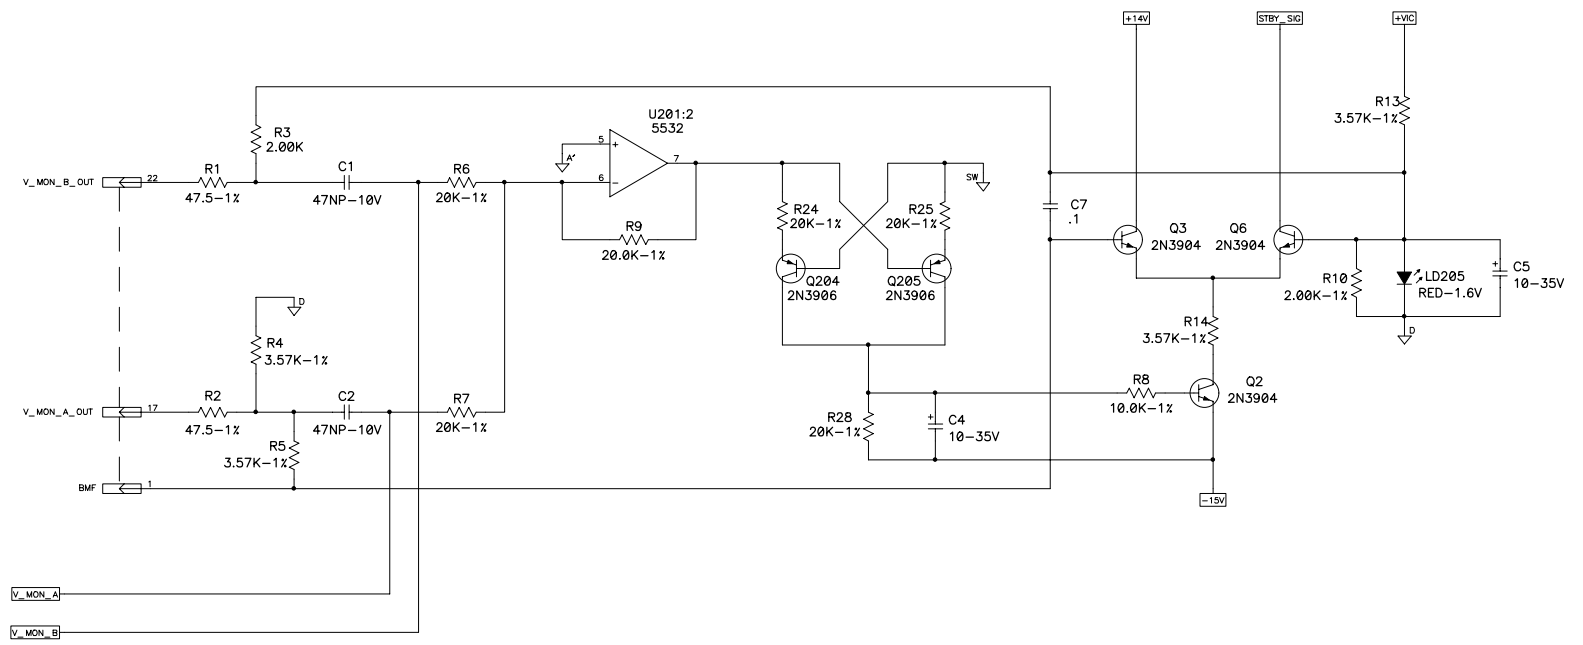 +14V
STBY_SIG
+VIC
R13
3.57K-1%
U201:2
5532
R3
2.00K
5
+
7
A'
6
-
V_MON_B_OUT
22
R1
47.5-1%
C1
47NP-10V
R6
20K-1%
R9
20.0K-1%
SW
R24
20K-1%
R25
20K-1%
C7
.1
Q3
2N3904
Q6
2N3904
Q204
2N3906
Q205
2N3906
R10
2.00K-1%
LD205
RED-1.6V
+
C5
10-35V
D
D
R4
3.57K-1%
R14
3.57K-1%
V_MON_A_OUT
17
R2
47.5-1%
C2
47NP-10V
R7
20K-1%
R8
10.0K-1%
Q2
2N3904
R28
20K-1%
+
C4
10-35V
R5
3.57K-1%
BMF
1
-15V
V_MON_A
V_MON_B